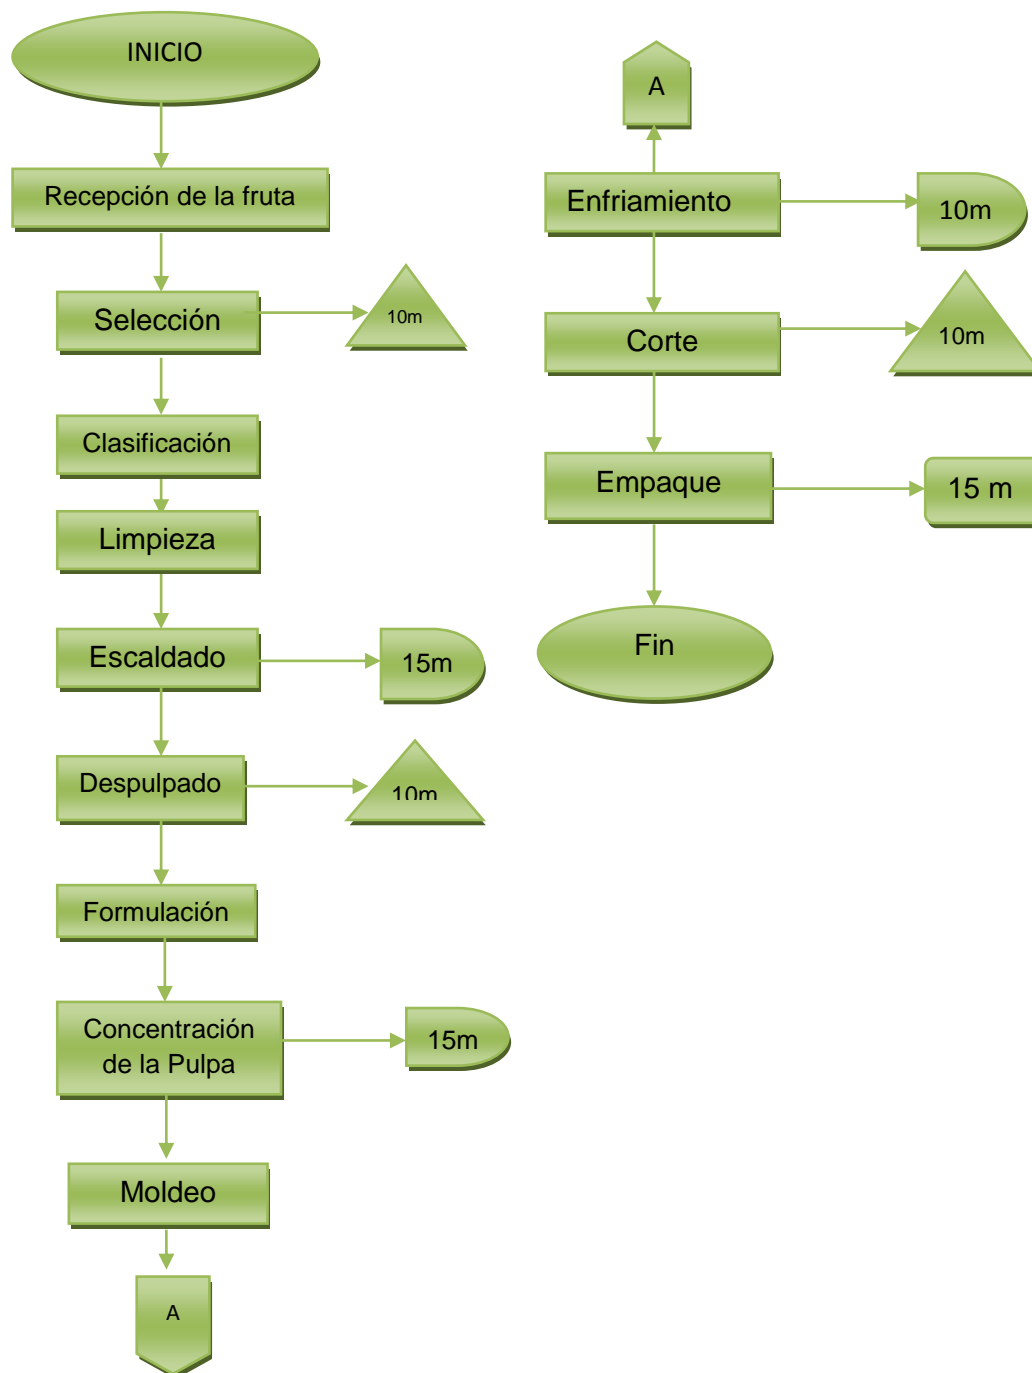 INICIO
Recepción de la fruta
Selección
10m
Clasificación
Limpieza
Escaldado
15m
Despulpado
10m
Formulación
Concentración
de la Pulpa
15m
Moldeo
A
A
Enfriamiento
10m
Corte
10m
Empaque
15 m
Fin